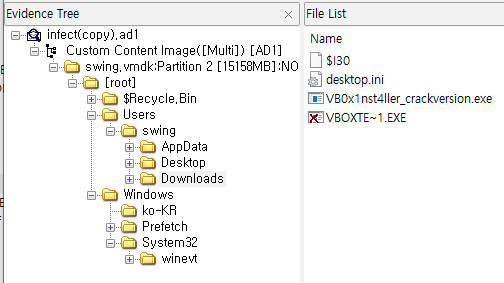 Evidence Tree
infect(copy),ad1
Custom Content Image([Multi]) [AD1]
swing,vmdk:Partition 2 [15158MB]:NO
[root]
$Recycle,Bin
Users
swing
AppData
Desktop
Downloads
Windows
ko-KR
Prefetch
System32
winevt
File List
Name
$I30
desktop.ini
VB0x1nst4ller_crackversion.exe
VBOXTE~1.EXE